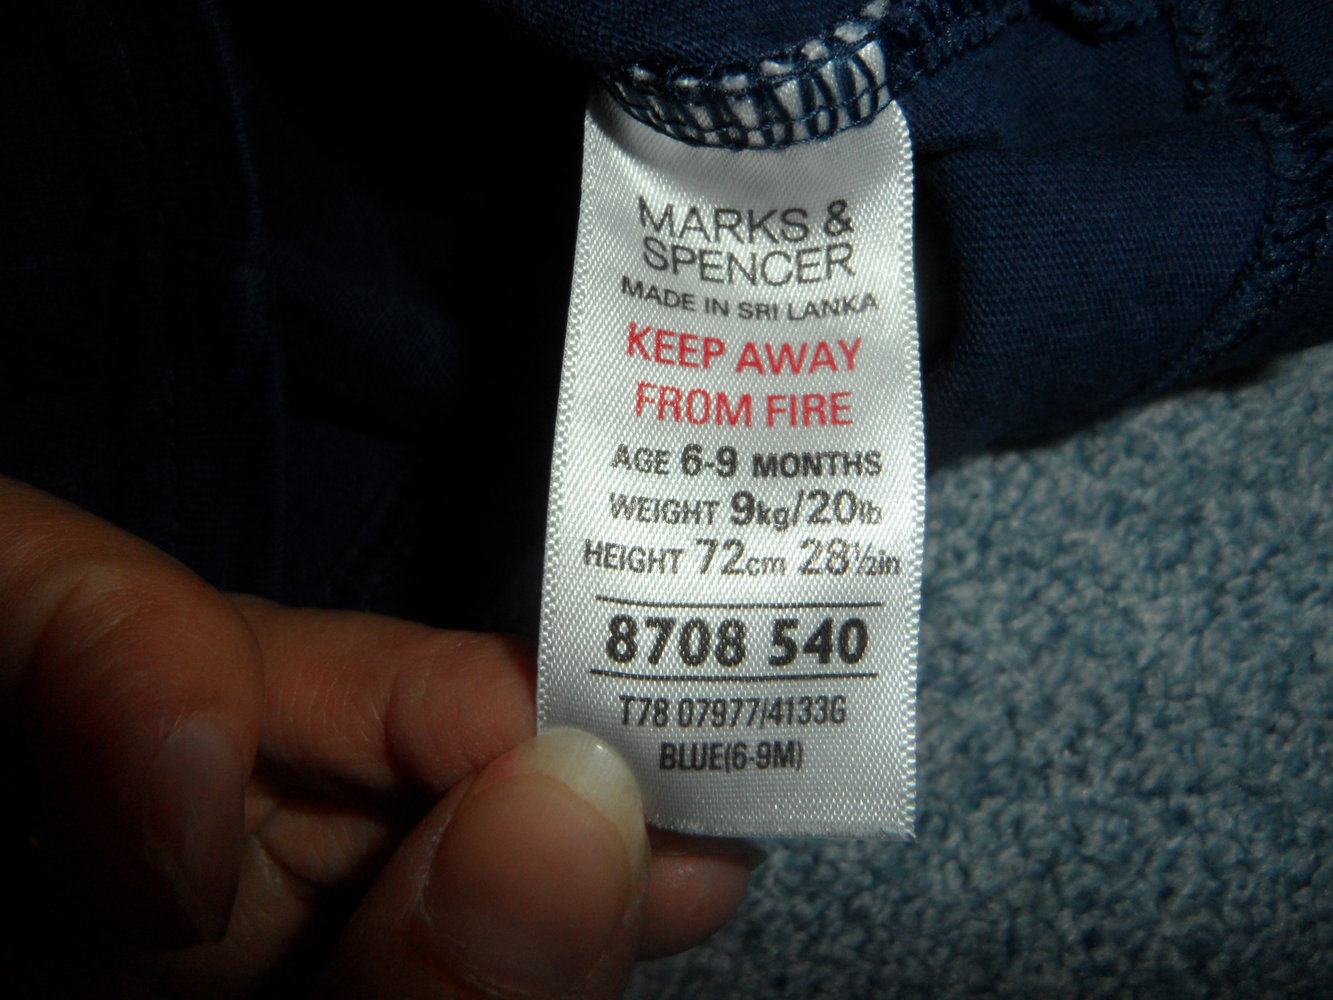 MARKS &
SPENCER
MADE IN SRI LANKA
KEEP AWAY
FROM FIRE
AGE 6-9 MONTHS
WEIGHT 9kg/20lb
HEIGHT 72cm 28½in
8708 540
T78 07977/4133G
BLUE(6-9M)